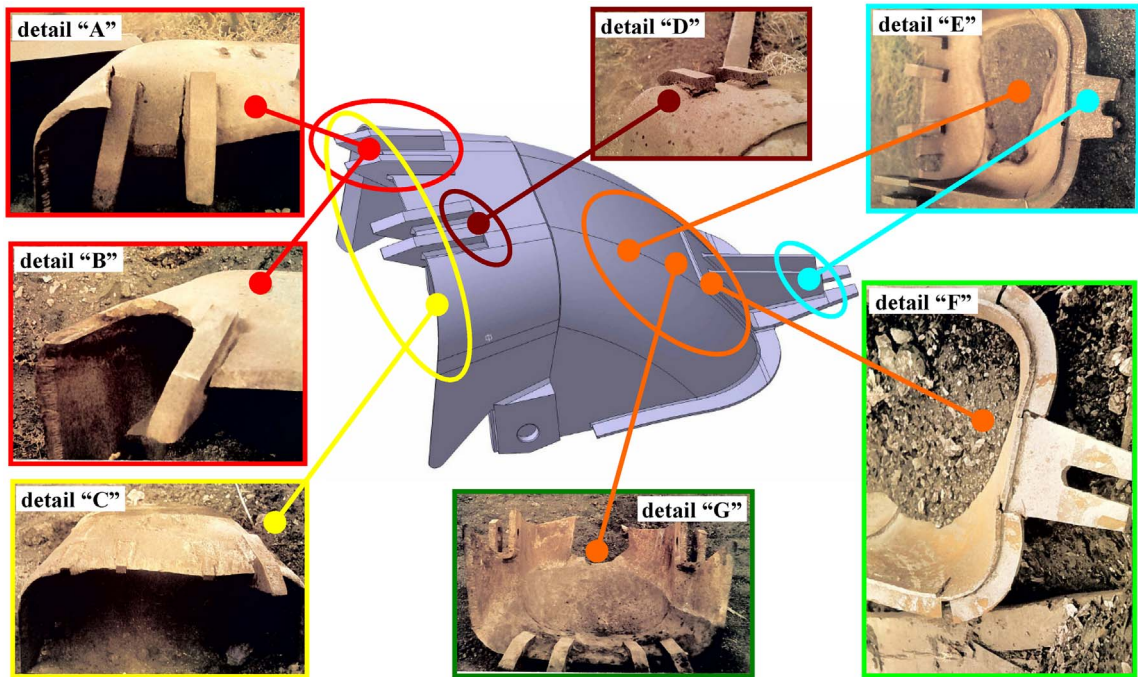 detail “A”
detail “D”
detail “E”
detail “B”
detail “F”
detail “C”
detail “G”